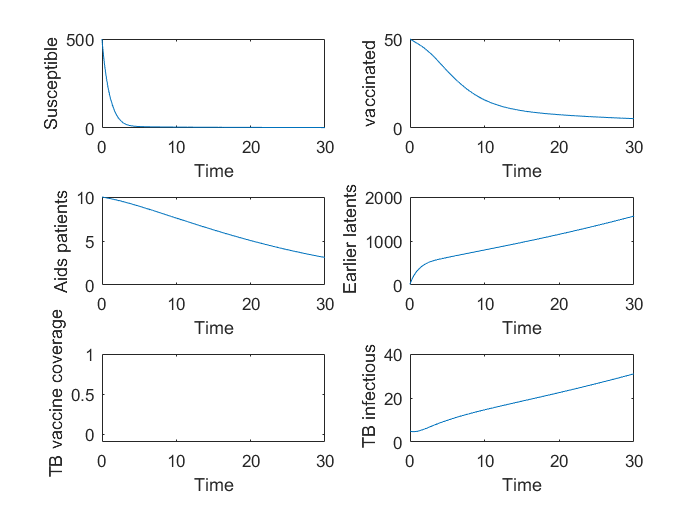 Susceptible
500
0
0 10 20 30
Time
vaccinated
50
0
0 10 20 30
Time
Aids patients
10
5
0
0 10 20 30
Time
Earlier latents
2000
1000
0
0 10 20 30
Time
TB vaccine coverage
1
0.5
0
0 10 20 30
Time
TB infectious
40
20
0
0 10 20 30
Time